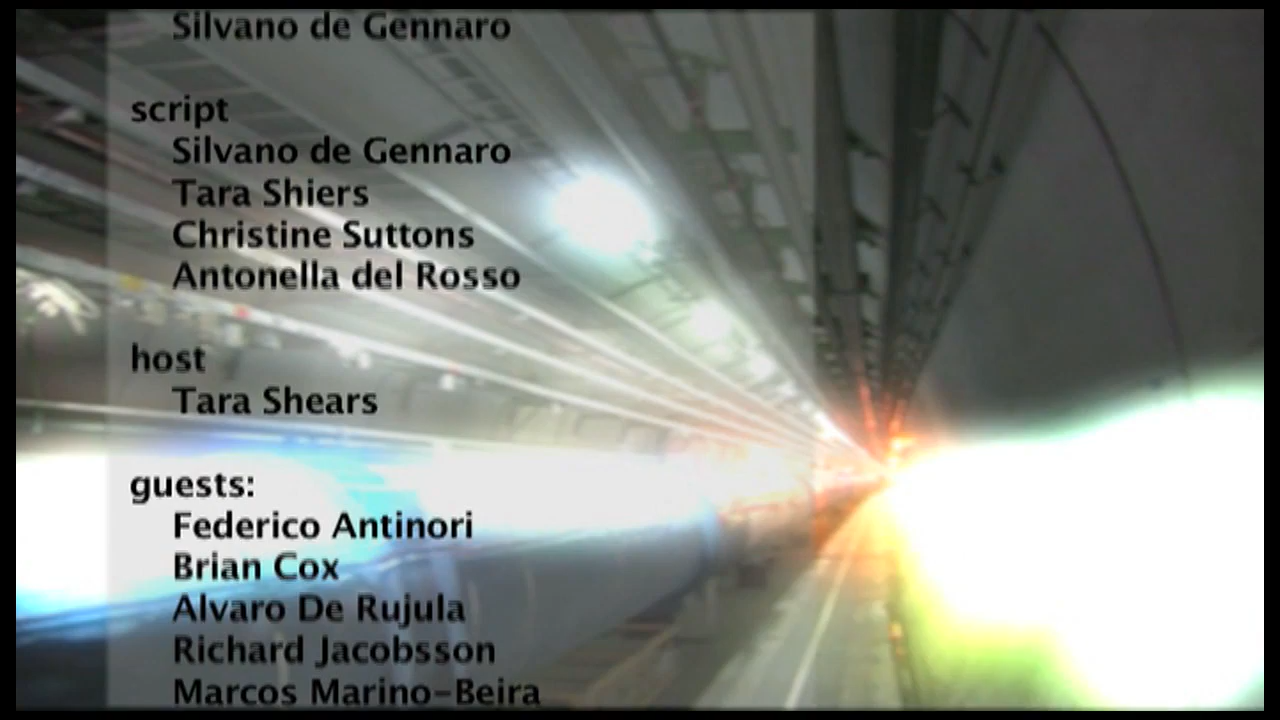 Silvano de Gennaro
script
Silvano de Gennaro
Tara Shiers
Christine Suttons
Antonella del Rosso
host
Tara Shears
guests:
Federico Antinori
Brian Cox
Alvaro De Rujula
Richard Jacobsson
Marcos Marino-Beira